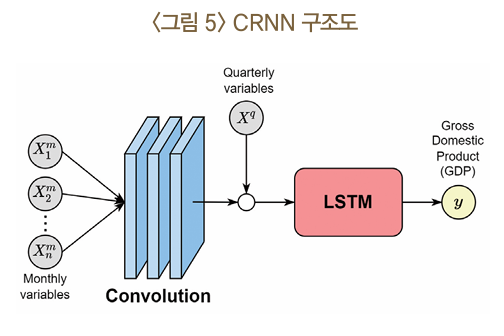 <그림 5> CRNN 구조도
Quarterly
variables
X^q
Gross
Domestic
Product
(GDP)
X_1^m
X_2^m
X_n^m
Monthly
variables
Convolution
LSTM
y